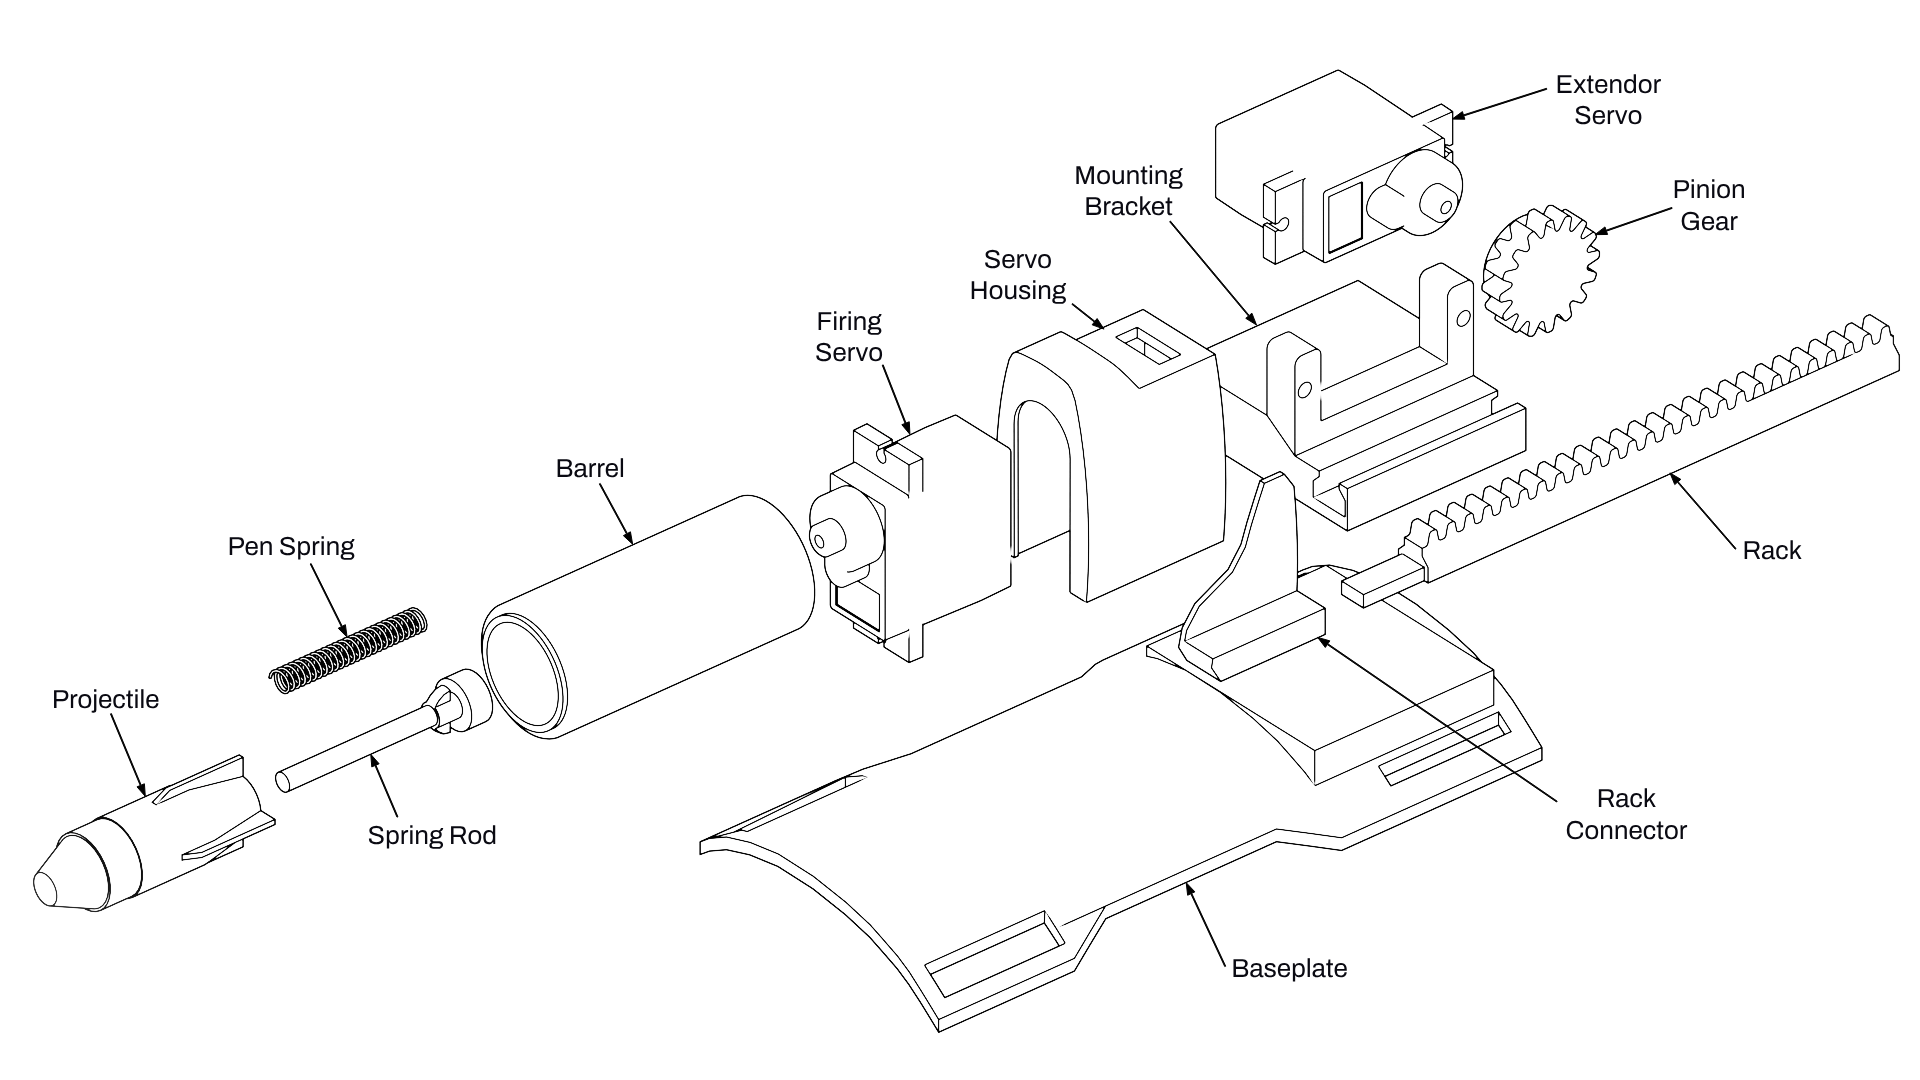 Extendor
Servo
Mounting
Bracket
Pinion
Gear
Servo
Housing
Firing
Servo
Barrel
Pen Spring
Rack
Projectile
Spring Rod
Rack
Connector
Baseplate